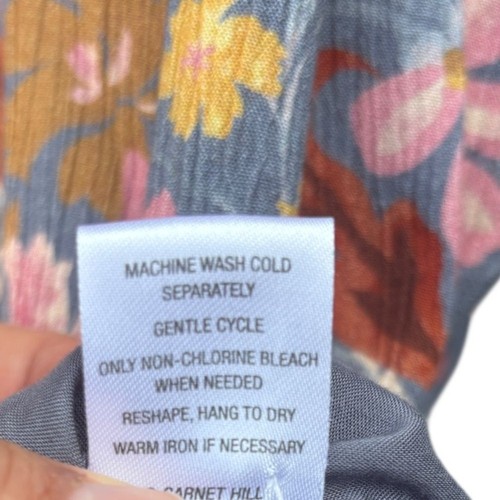 MACHINE WASH COLD
SEPARATELY
GENTLE CYCLE
ONLY NON-CHLORINE BLEACH
WHEN NEEDED
RESHAPE, HANG TO DRY
WARM IRON IF NECESSARY
GARNET HILL